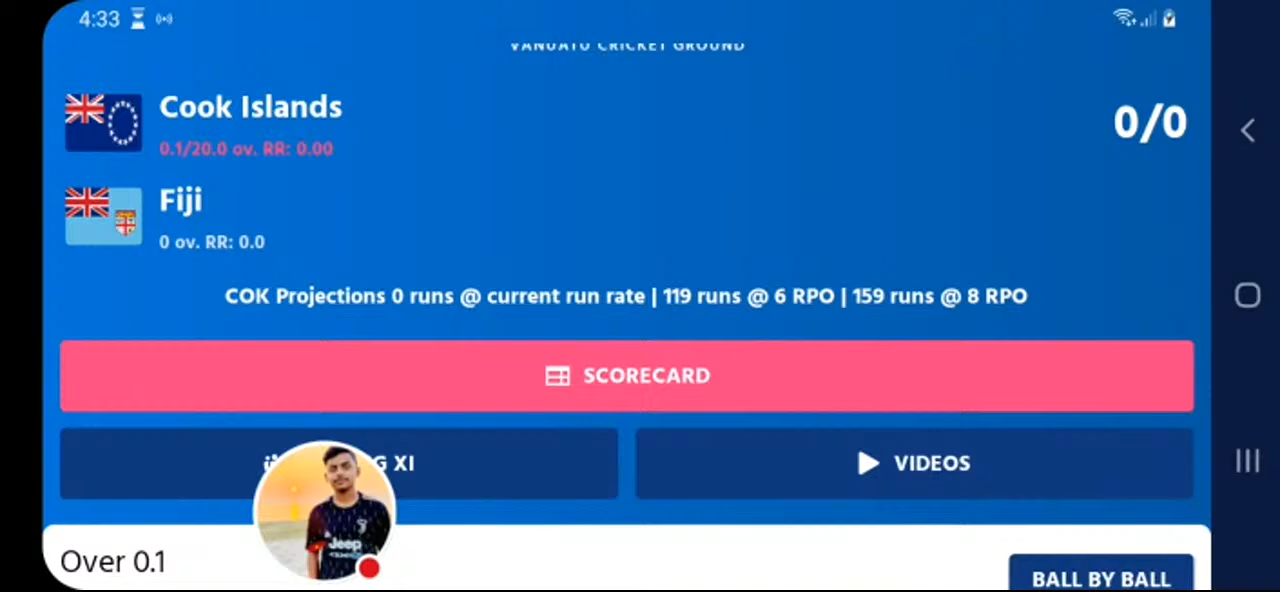 4:33
VANUATU CRICKET GROUND
Cook Islands
0/0
0.1/20.0 ov. RR: 0.00
Fiji
0 ov. RR: 0.0
COK Projections 0 runs @ current run rate | 119 runs @ 6 RPO | 159 runs @ 8 RPO
SCORECARD
G XI
VIDEOS
Jeep
Over 0.1
BALL BY BALL